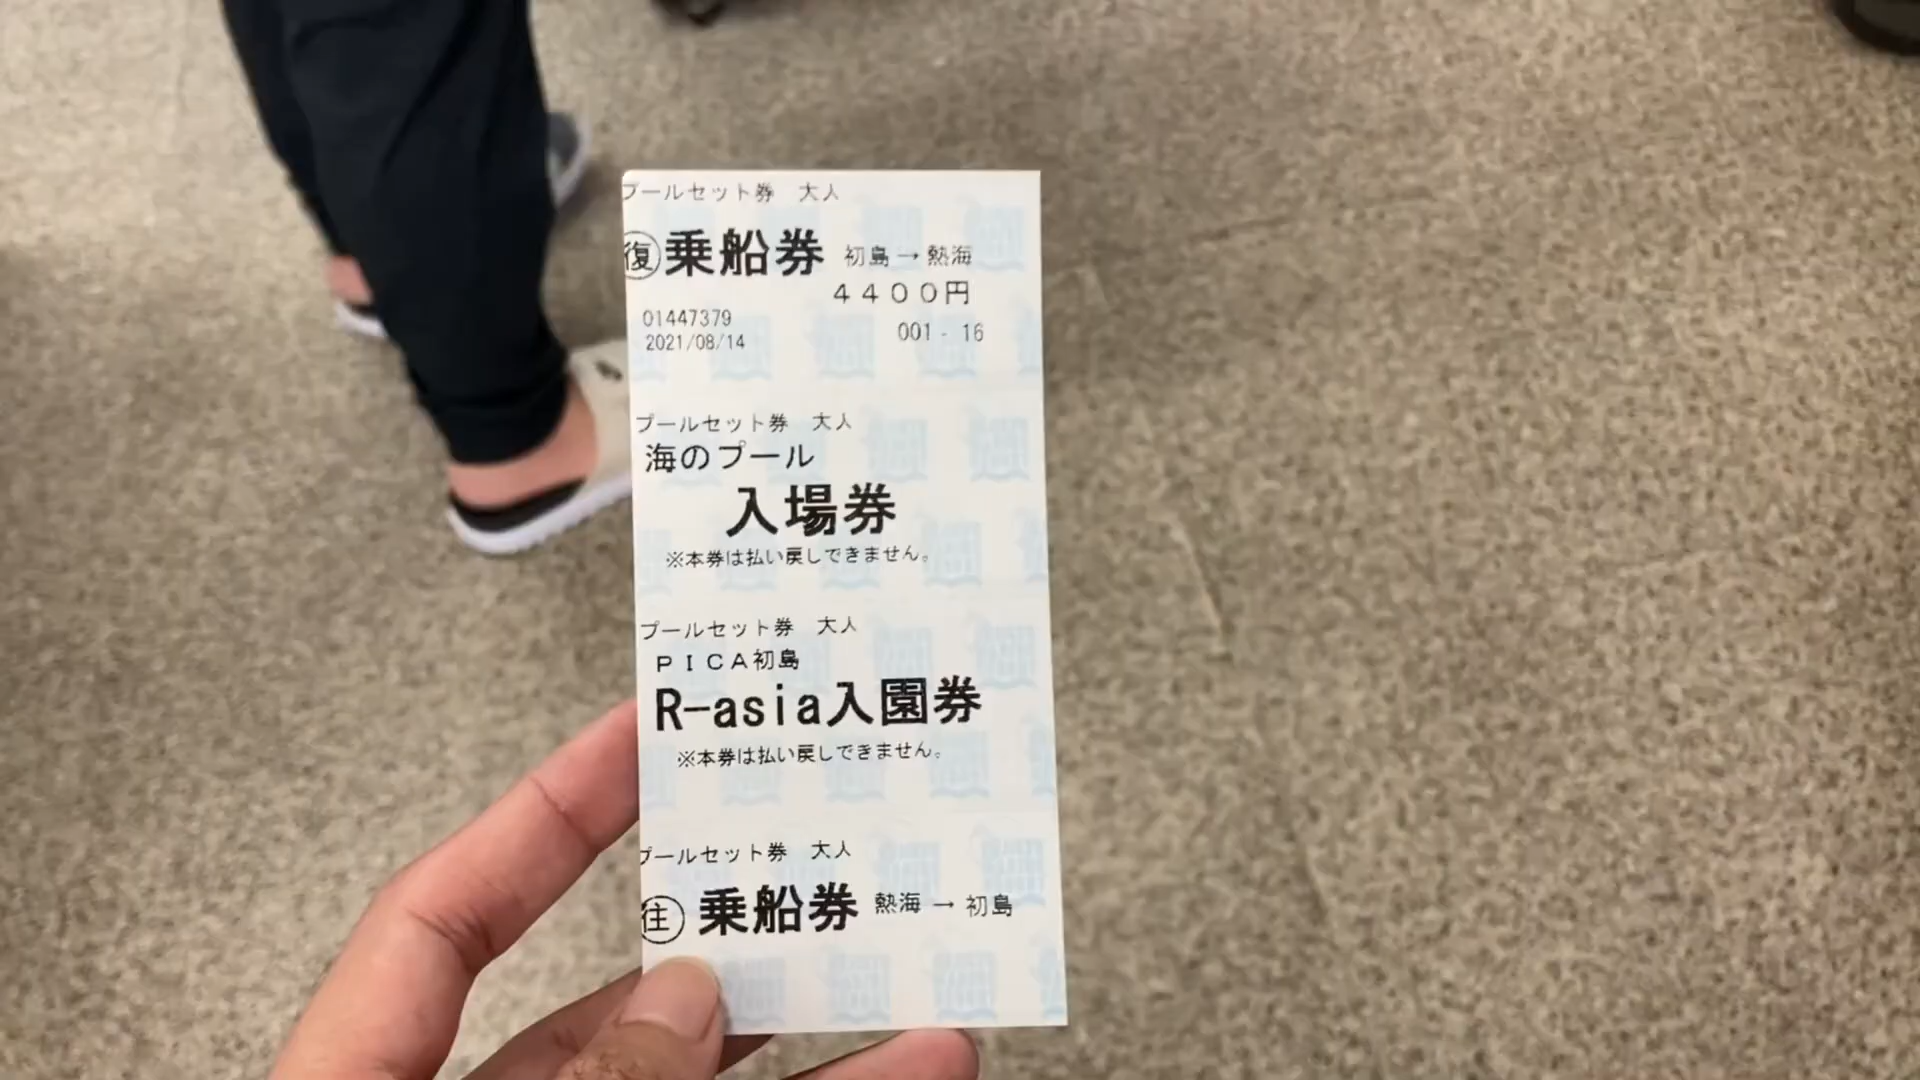 プールセット券 大人
復 乗船券 初島→熱海
4400円
01447379
001- 16
2021/08/14
プールセット券 大人
海のプール
入場券
※本券は払い戻しできません。
プールセット券 大人
PICA初島
R-asia入園券
※本券は払い戻しできません。
プールセット券 大人
往 乗船券 熱海→初島